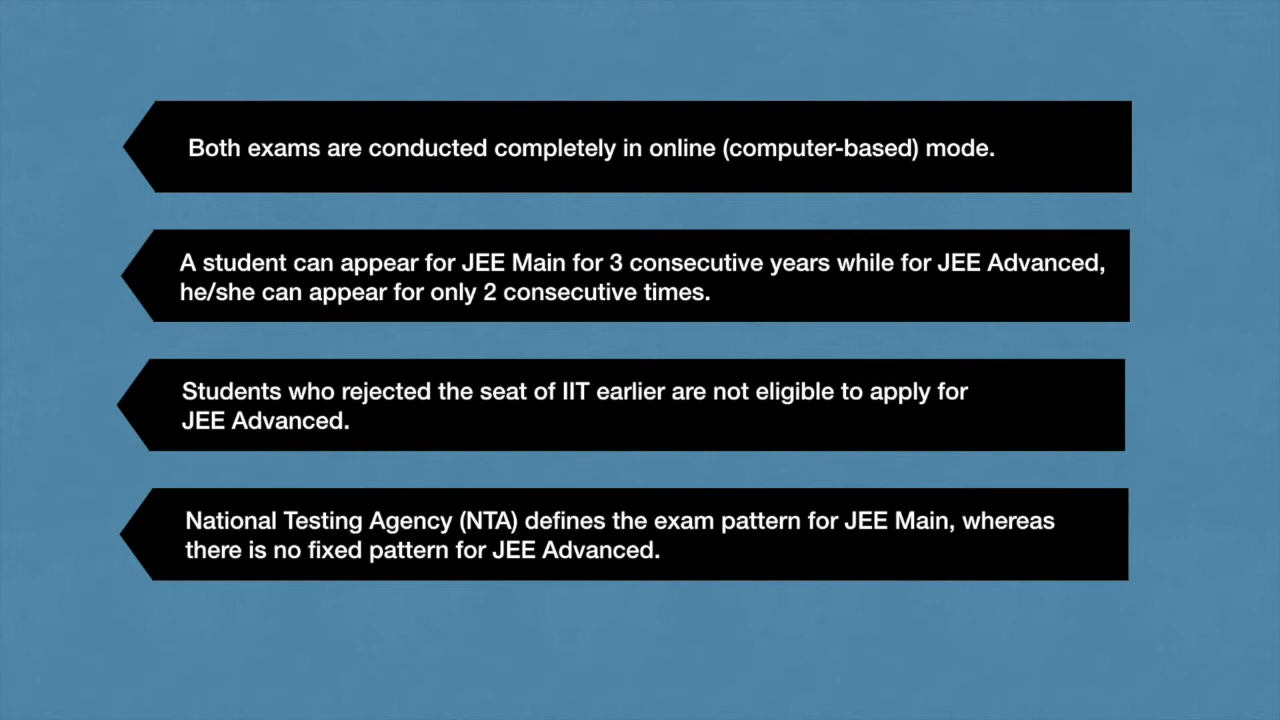 Both exams are conducted completely in online (computer-based) mode.
A student can appear for JEE Main for 3 consecutive years while for JEE Advanced,
he/she can appear for only 2 consecutive times.
Students who rejected the seat of IIT earlier are not eligible to apply for
JEE Advanced.
National Testing Agency (NTA) defines the exam pattern for JEE Main, whereas
there is no fixed pattern for JEE Advanced.